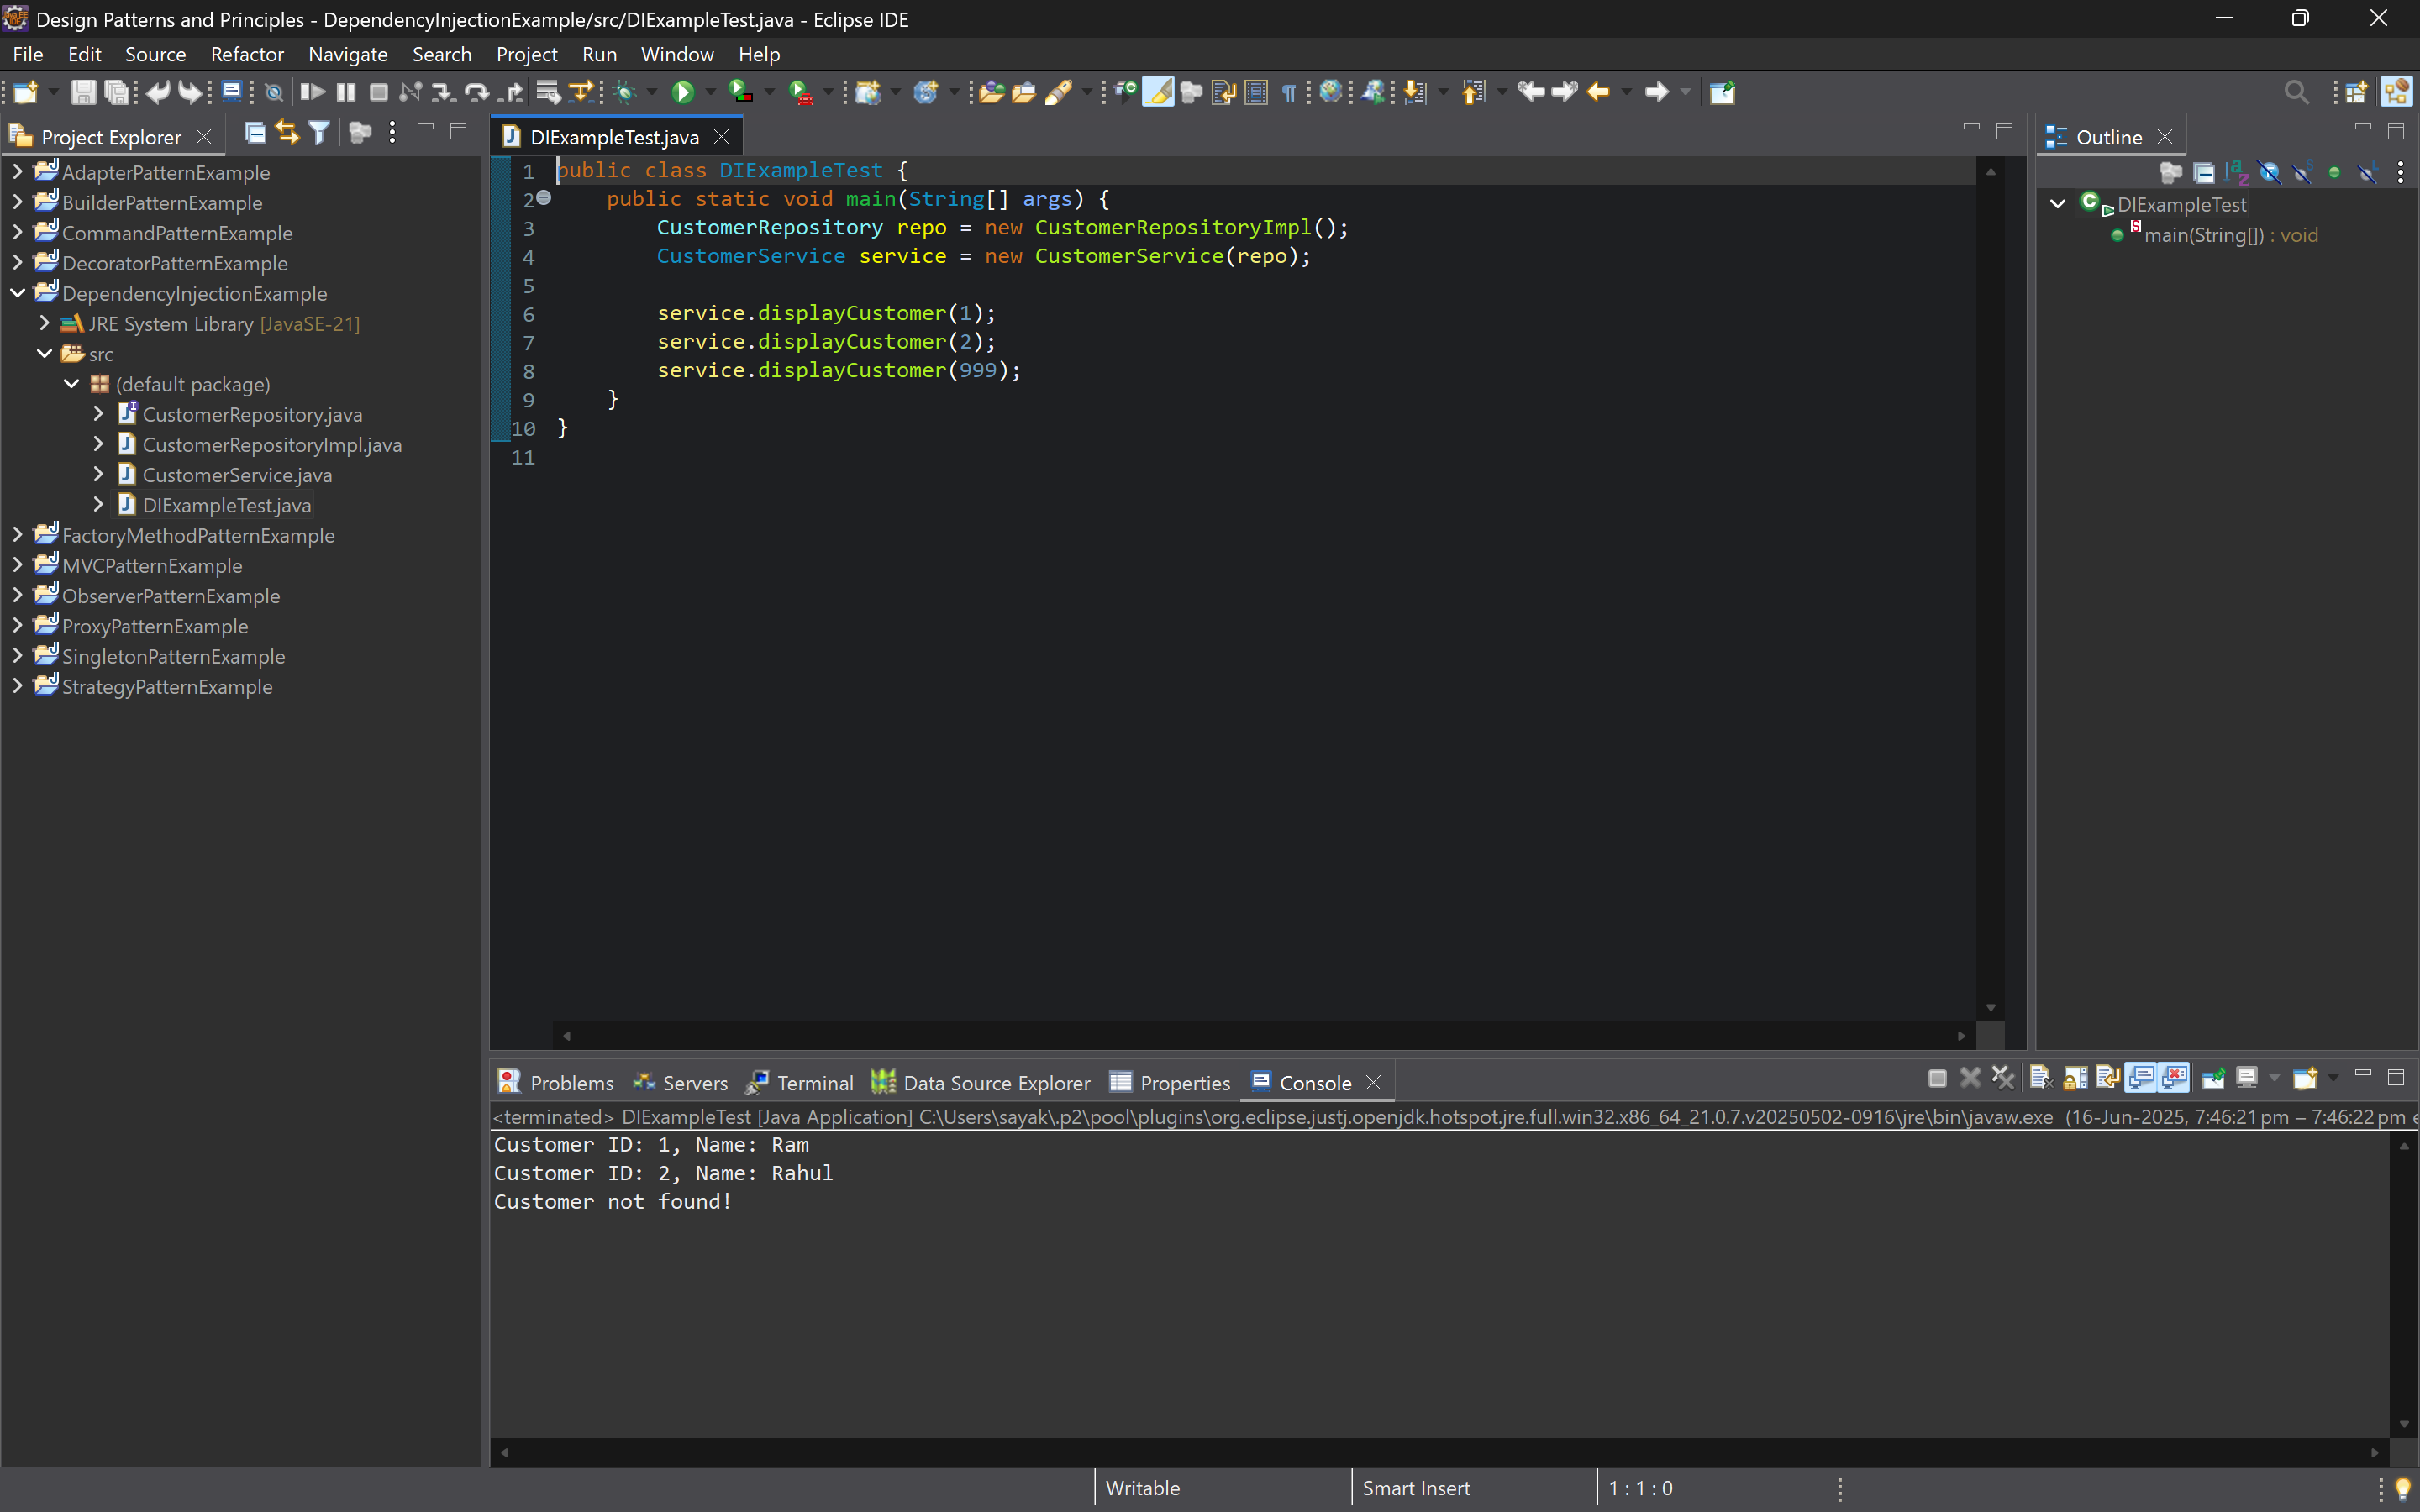 Design Patterns and Principles - DependencyInjectionExample/src/DIExampleTest.java - Eclipse IDE
File Edit Source Refactor Navigate Search Project Run Window Help
Project Explorer
AdapterPatternExample
BuilderPatternExample
CommandPatternExample
DecoratorPatternExample
DependencyInjectionExample
JRE System Library [JavaSE-21]
src
(default package)
CustomerRepository.java
CustomerRepositoryImpl.java
CustomerService.java
DIExampleTest.java
FactoryMethodPatternExample
MVCPatternExample
ObserverPatternExample
ProxyPatternExample
SingletonPatternExample
StrategyPatternExample
DIExampleTest.java
1 public class DIExampleTest {
2     public static void main(String[] args) {
3         CustomerRepository repo = new CustomerRepositoryImpl();
4         CustomerService service = new CustomerService(repo);
5
6         service.displayCustomer(1);
7         service.displayCustomer(2);
8         service.displayCustomer(999);
9     }
10 }
11
Outline
DIExampleTest
main(String[]) : void
Problems Servers Terminal Data Source Explorer Properties Console
<terminated> DIExampleTest [Java Application] C:\Users\sayak\.p2\pool\plugins\org.eclipse.justj.openjdk.hotspot.jre.full.win32.x86_64_21.0.7.v20250502-0916\jre\bin\javaw.exe (16-Jun-2025, 7:46:21 pm – 7:46:22 pm e
Customer ID: 1, Name: Ram
Customer ID: 2, Name: Rahul
Customer not found!
Writable Smart Insert 1 : 1 : 0